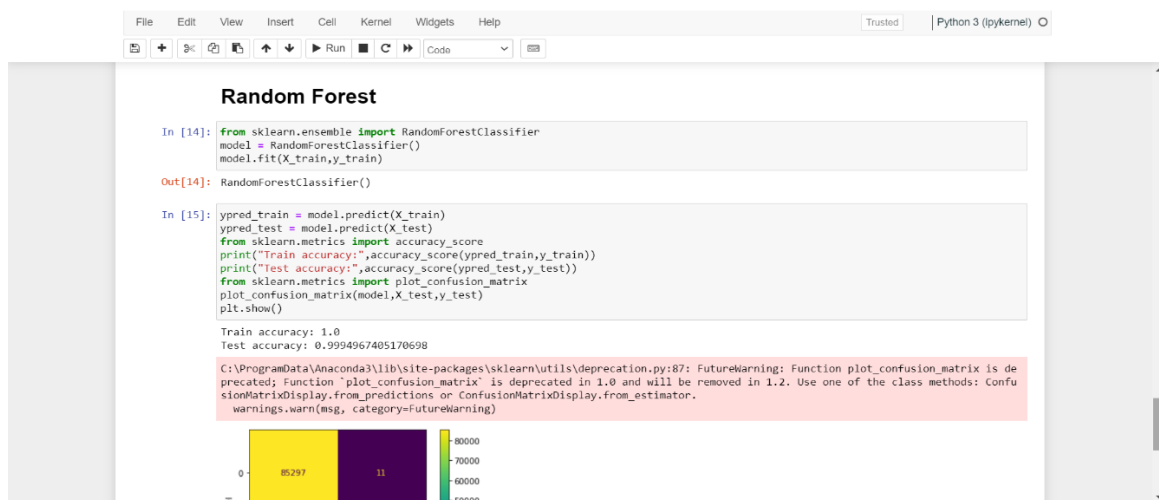 File Edit View Insert Cell Kernel Widgets Help Trusted Python 3 (ipykernel)
Run Code
Random Forest
In [14]: from sklearn.ensemble import RandomForestClassifier
model = RandomForestClassifier()
model.fit(X_train,y_train)
Out[14]: RandomForestClassifier()
In [15]: ypred_train = model.predict(X_train)
ypred_test = model.predict(X_test)
from sklearn.metrics import accuracy_score
print("Train accuracy:",accuracy_score(ypred_train,y_train))
print("Test accuracy:",accuracy_score(ypred_test,y_test))
from sklearn.metrics import plot_confusion_matrix
plot_confusion_matrix(model,X_test,y_test)
plt.show()
Train accuracy: 1.0
Test accuracy: 0.9994967405170698
C:\ProgramData\Anaconda3\lib\site-packages\sklearn\utils\deprecation.py:87: FutureWarning: Function plot_confusion_matrix is de
precated; Function `plot_confusion_matrix` is deprecated in 1.0 and will be removed in 1.2. Use one of the class methods: Confu
sionMatrixDisplay.from_predictions or ConfusionMatrixDisplay.from_estimator.
warnings.warn(msg, category=FutureWarning)
80000
70000
0 85297 11
60000